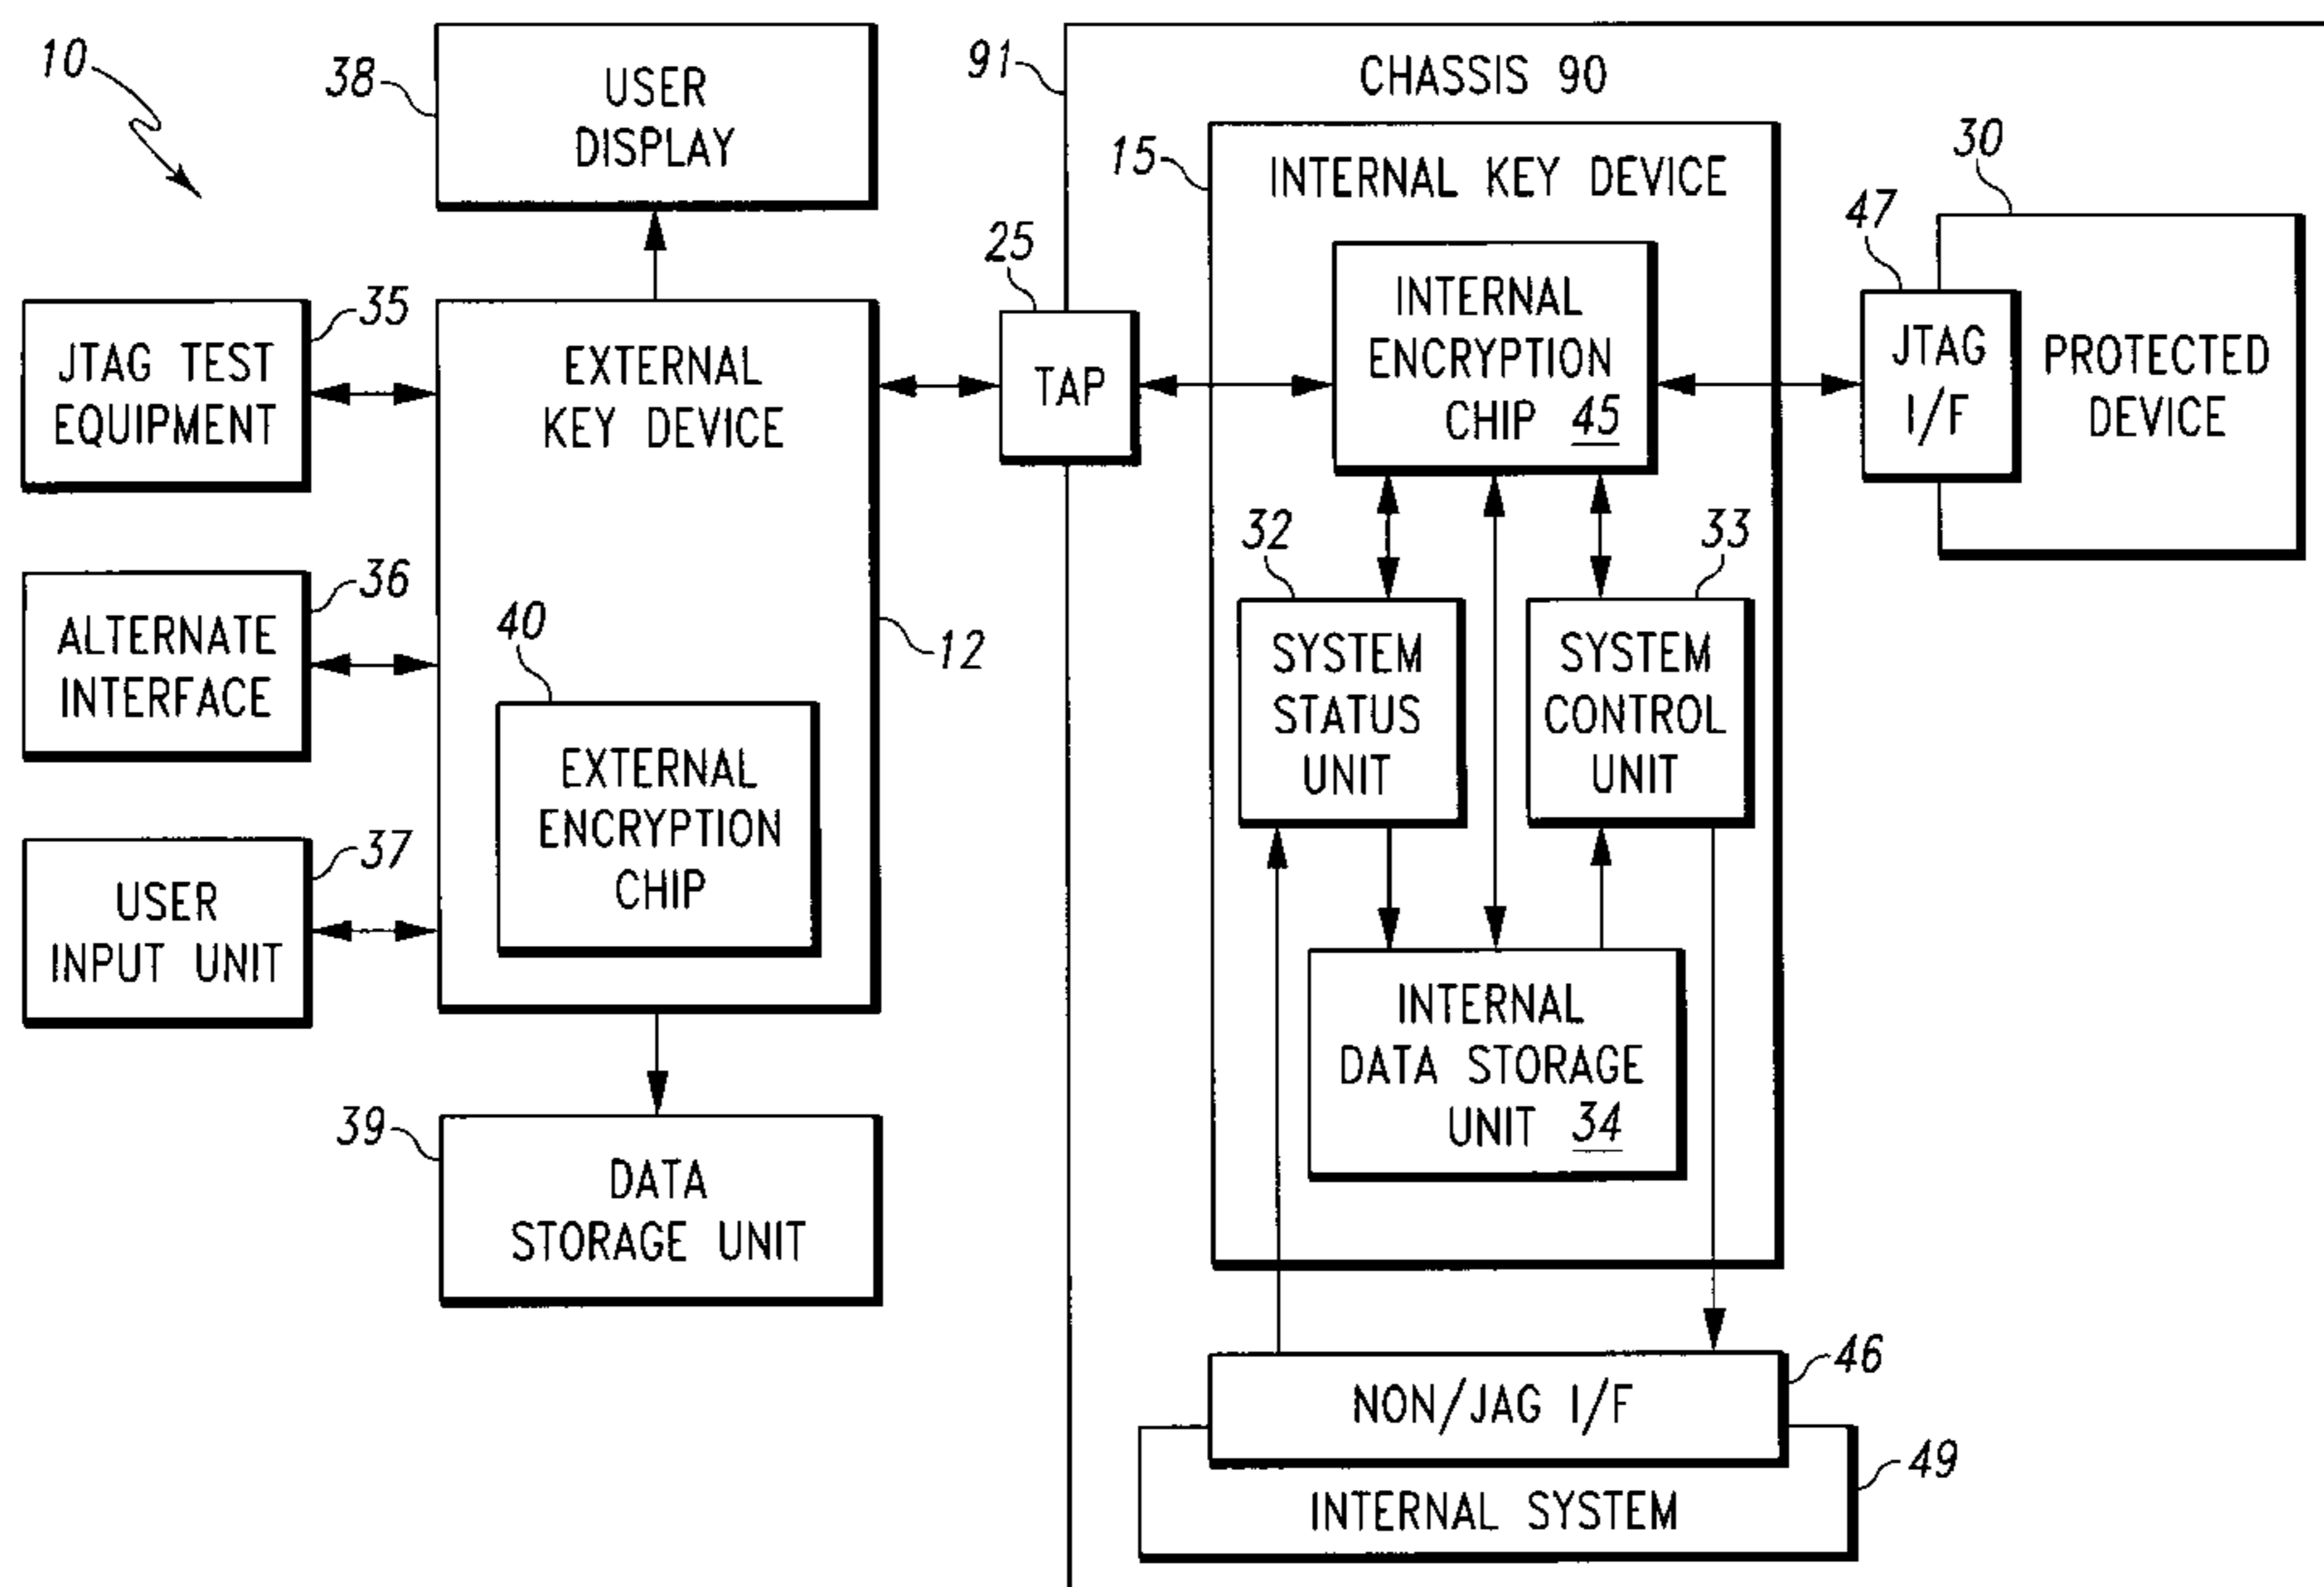 10
38
USER
DISPLAY
91
CHASSIS 90
15
INTERNAL KEY DEVICE
30
47
25
35
JTAG TEST
EQUIPMENT
EXTERNAL
KEY DEVICE
TAP
INTERNAL
ENCRYPTION
CHIP 45
JTAG
I/F
PROTECTED
DEVICE
36
ALTERNATE
INTERFACE
40
12
32
33
SYSTEM
STATUS
UNIT
SYSTEM
CONTROL
UNIT
37
USER
INPUT UNIT
EXTERNAL
ENCRYPTION
CHIP
INTERNAL
DATA STORAGE
UNIT 34
39
DATA
STORAGE UNIT
46
NON/JAG I/F
49
INTERNAL SYSTEM